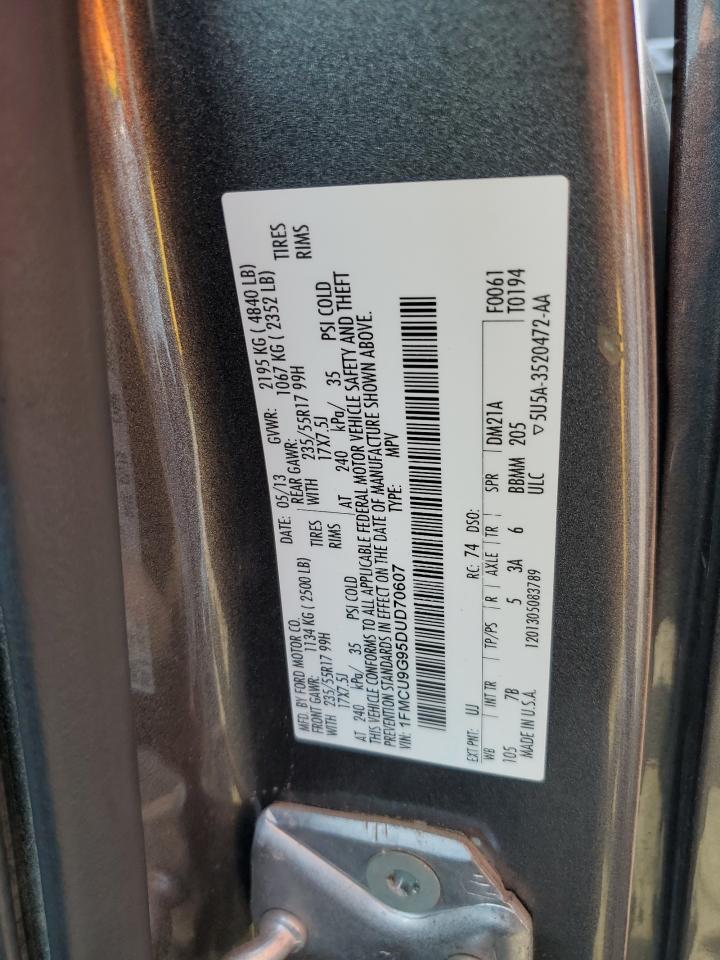 MFD. BY FORD MOTOR CO. DATE: 05/13 GVWR: 2195 KG ( 4840 LB)
FRONT GAWR: 1134 KG ( 2500 LB) REAR GAWR: 1067 KG ( 2352 LB)
WITH 235/55R17 99H TIRES WITH 235/55R17 99H TIRES
17X7.5J RIMS 17X7.5J RIMS
AT 240 kPa/ 35 PSI COLD AT 240 kPa/ 35 PSI COLD
THIS VEHICLE CONFORMS TO ALL APPLICABLE FEDERAL MOTOR VEHICLE SAFETY AND THEFT
PREVENTION STANDARDS IN EFFECT ON THE DATE OF MANUFACTURE SHOWN ABOVE.
VIN: 1FMCU9G95DUD70607 TYPE: MPV
EXT PNT: UJ RC: 74 DSO: F0061
WB INT TR TP/PS R AXLE TR SPR DM21A T0194
105 7B 5 3A 6 BBMM 205
MADE IN U.S.A. 1201305083789 ULC ▽ 5U5A-3520472-AA